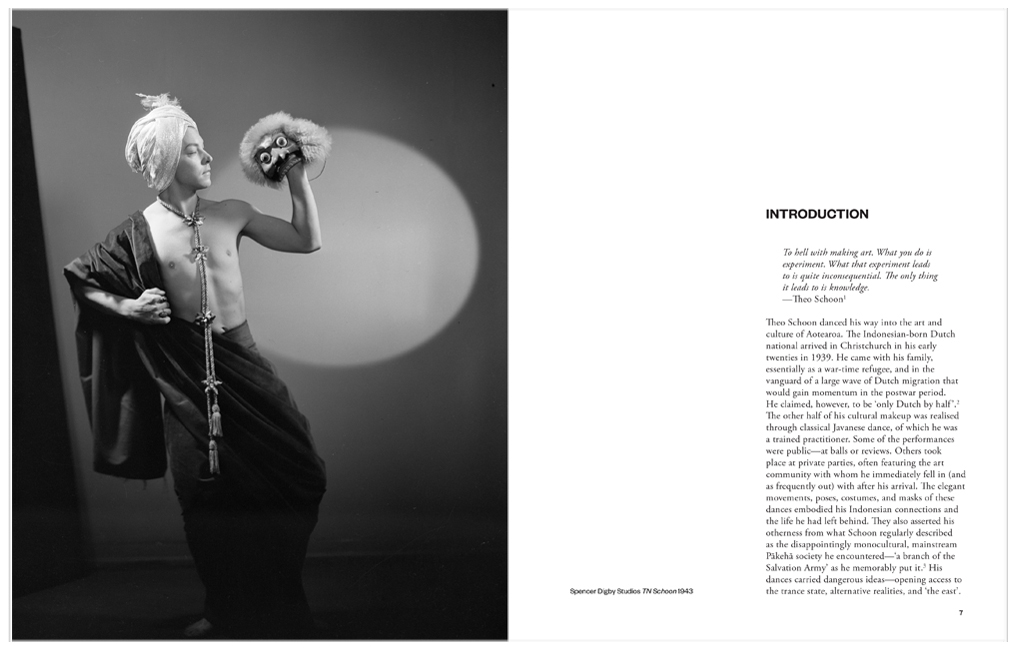 INTRODUCTION
To hell with making art. What you do is
experiment. What that experiment leads
to is quite inconsequential. The only thing
it leads to is knowledge.
—Theo Schoon¹
Theo Schoon danced his way into the art and
culture of Aotearoa. The Indonesian-born Dutch
national arrived in Christchurch in his early
twenties in 1939. He came with his family,
essentially as a war-time refugee, and in the
vanguard of a large wave of Dutch migration that
would gain momentum in the postwar period.
He claimed, however, to be ‘only Dutch by half’.²
The other half of his cultural makeup was realised
through classical Javanese dance, of which he was
a trained practitioner. Some of the performances
were public—at balls or reviews. Others took
place at private parties, often featuring the art
community with whom he immediately fell in (and
as frequently out) with after his arrival. The elegant
movements, poses, costumes, and masks of these
dances embodied his Indonesian connections and
the life he had left behind. They also asserted his
otherness from what Schoon regularly described
as the disappointingly monocultural, mainstream
Pākehā society he encountered—‘a branch of the
Salvation Army’ as he memorably put it.³ His
dances carried dangerous ideas—opening access to
the trance state, alternative realities, and ‘the east’.
Spencer Digby Studios TN Schoon 1943
7